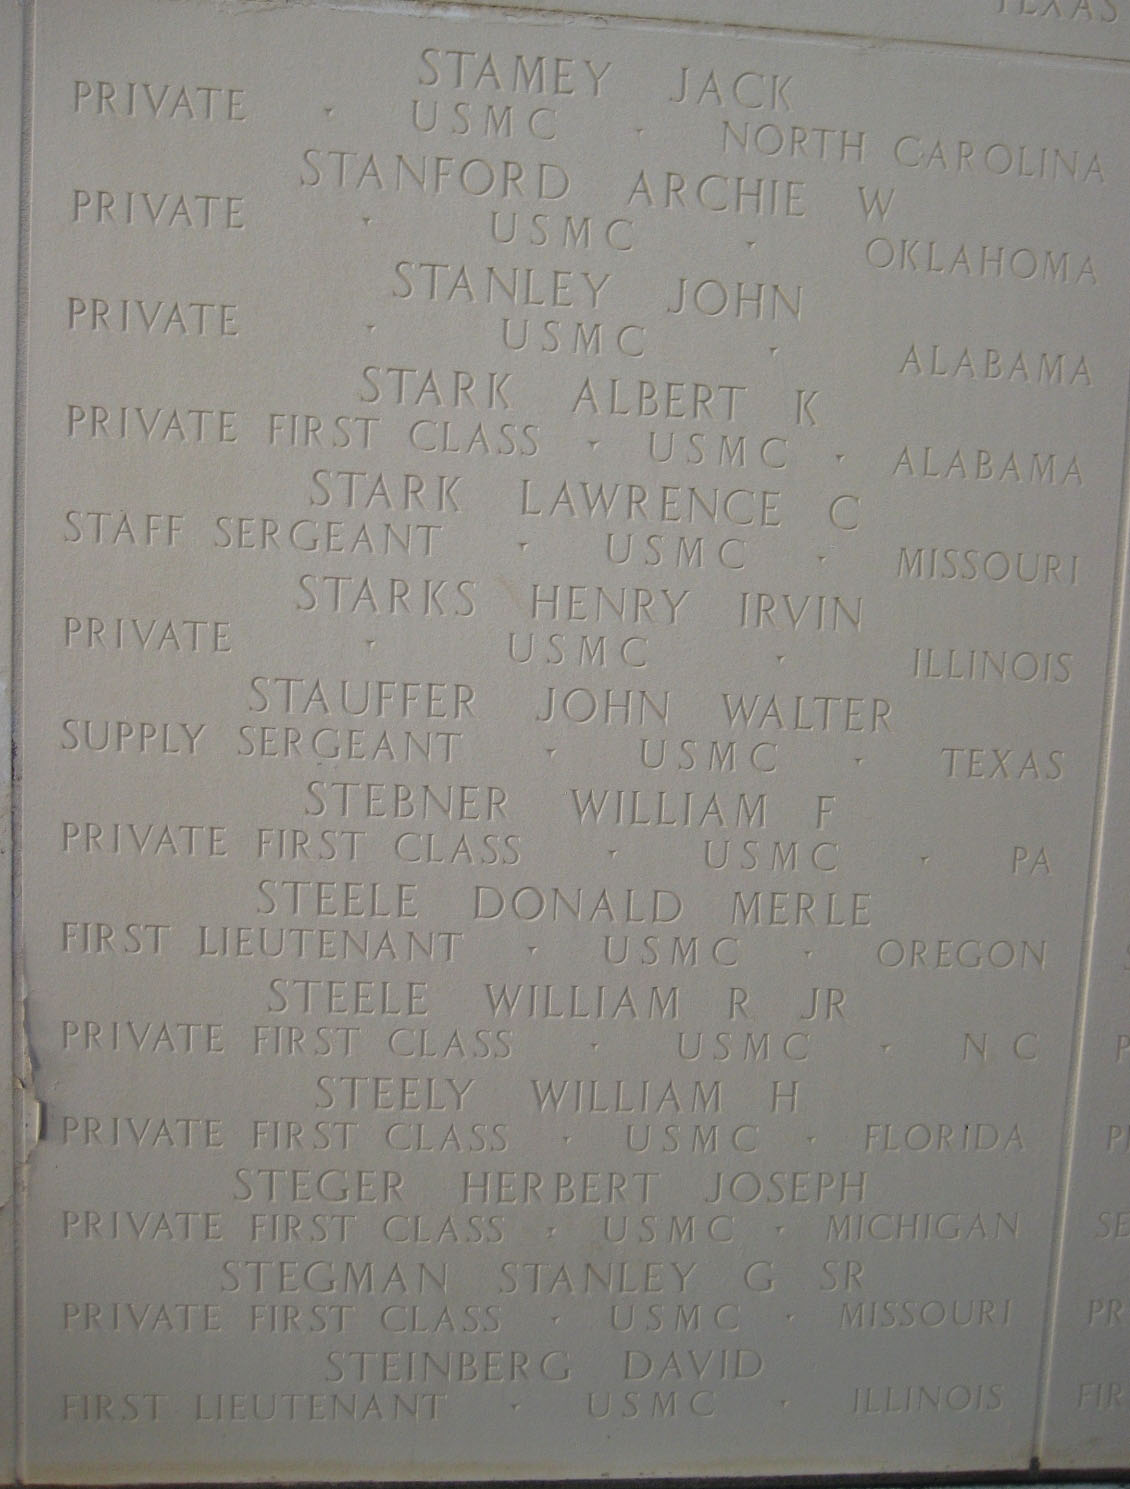 TEXAS
STAMEY JACK
PRIVATE • USMC • NORTH CAROLINA
STANFORD ARCHIE W
PRIVATE • USMC • OKLAHOMA
STANLEY JOHN
PRIVATE • USMC • ALABAMA
STARK ALBERT K
PRIVATE FIRST CLASS • USMC • ALABAMA
STARK LAWRENCE C
STAFF SERGEANT • USMC • MISSOURI
STARKS HENRY IRVIN
PRIVATE • USMC • ILLINOIS
STAUFFER JOHN WALTER
SUPPLY SERGEANT • USMC • TEXAS
STEBNER WILLIAM F
PRIVATE FIRST CLASS • USMC • PA
STEELE DONALD MERLE
FIRST LIEUTENANT • USMC • OREGON
STEELE WILLIAM R JR
PRIVATE FIRST CLASS • USMC • N C
STEELY WILLIAM H
PRIVATE FIRST CLASS • USMC • FLORIDA
STEGER HERBERT JOSEPH
PRIVATE FIRST CLASS • USMC • MICHIGAN
STEGMAN STANLEY G SR
PRIVATE FIRST CLASS • USMC • MISSOURI
STEINBERG DAVID
FIRST LIEUTENANT • USMC • ILLINOIS